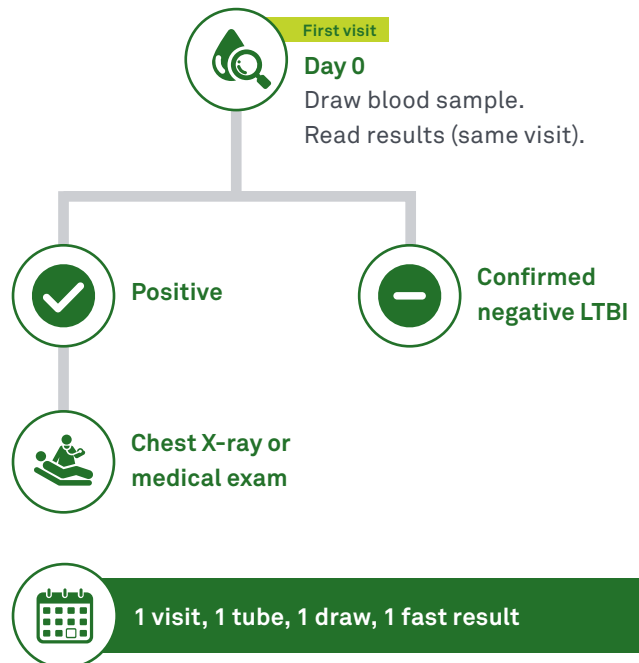 First visit
Day 0
Draw blood sample.
Read results (same visit).
Positive
Confirmed
negative LTBI
Chest X-ray or
medical exam
1 visit, 1 tube, 1 draw, 1 fast result